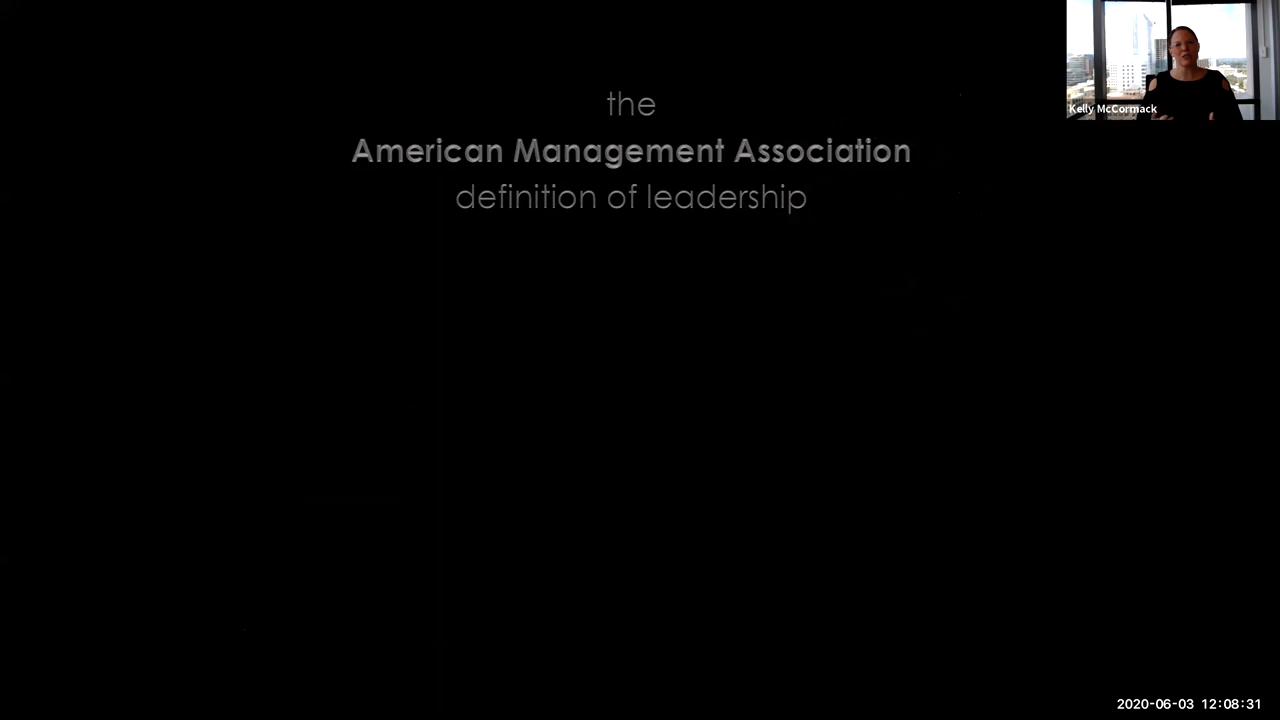 the
American Management Association
definition of leadership
Kelly McCormack
2020-06-03 12:08:31